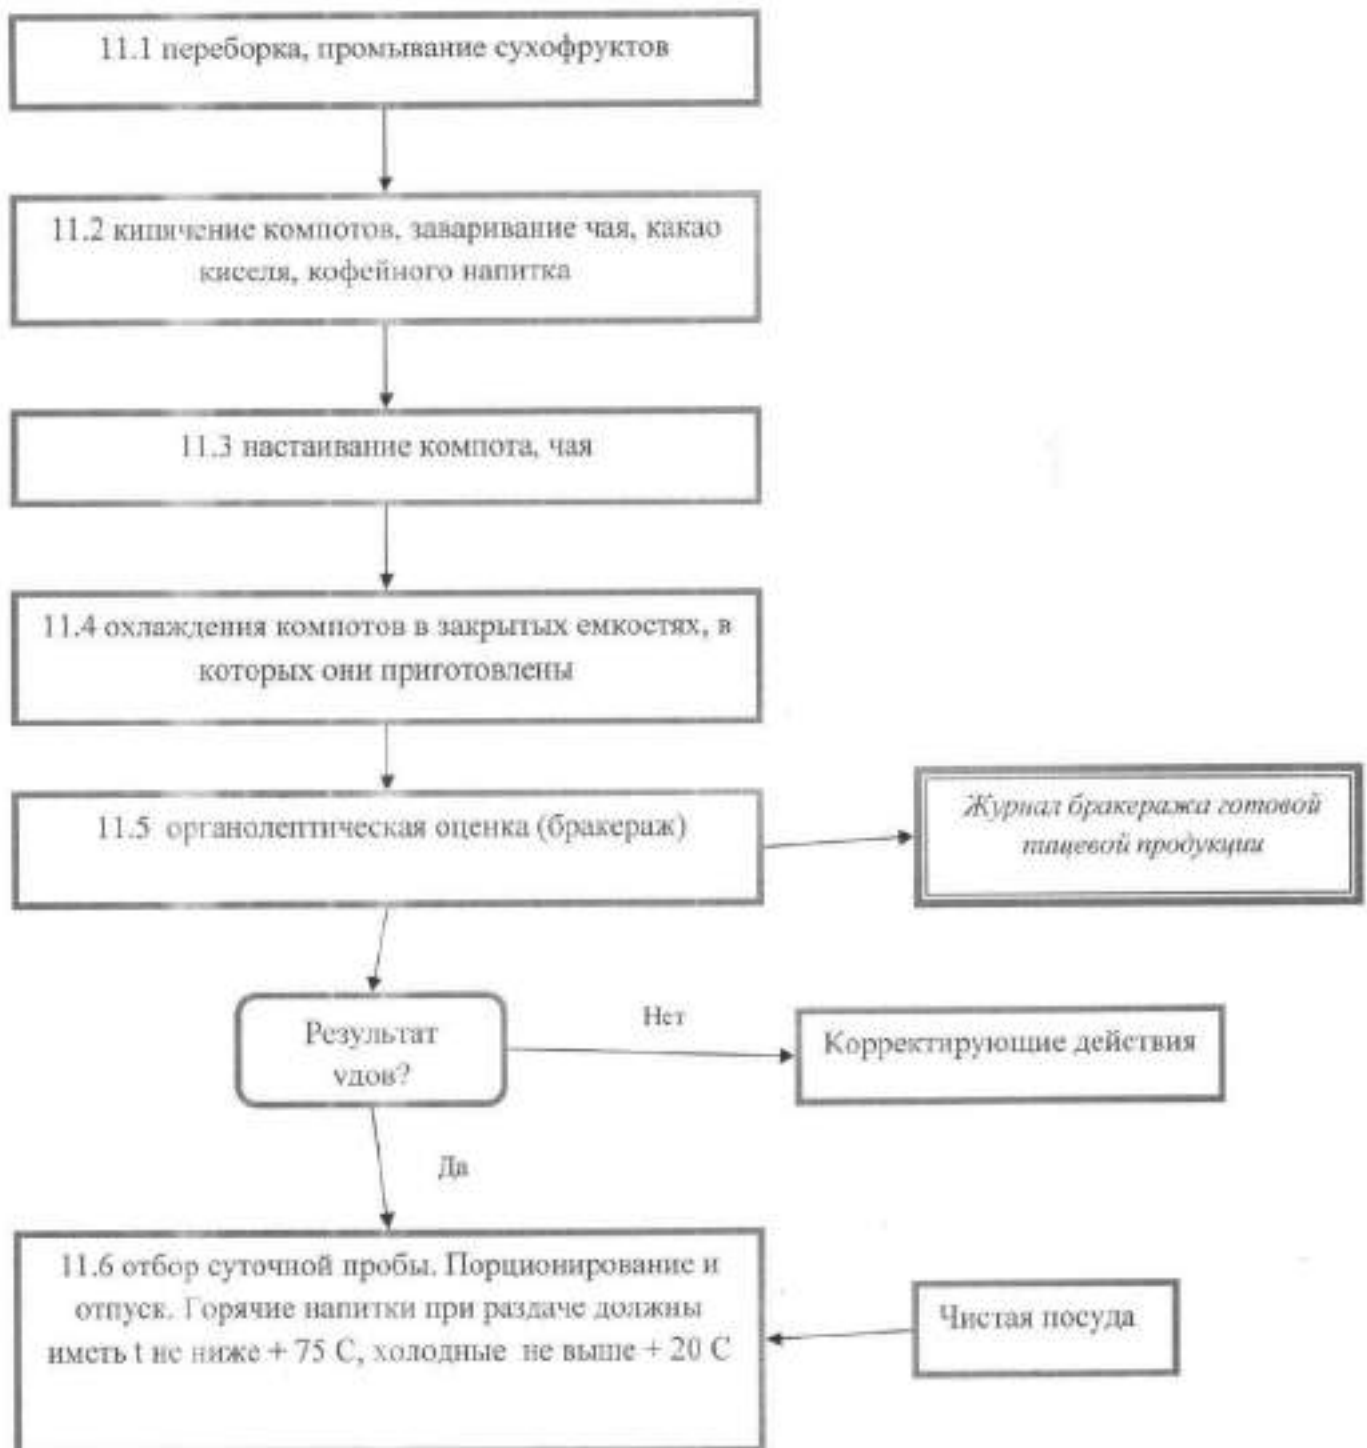 11.1 переборка, промывание сухофруктов
11.2 кипячение компотов, заваривание чая, какао
киселя, кофейного напитка
11.3 настаивание компота, чая
11.4 охлаждения компотов в закрытых емкостях, в
которых они приготовлены
11.5 органолептическая оценка (бракераж)
Журнал бракеража готовой
пищевой продукции
Результат
удов?
Нет
Корректирующие действия
Да
11.6 отбор суточной пробы. Порционирование и
отпуск. Горячие напитки при раздаче должны
иметь t не ниже + 75 С, холодные не выше + 20 С
Чистая посуда